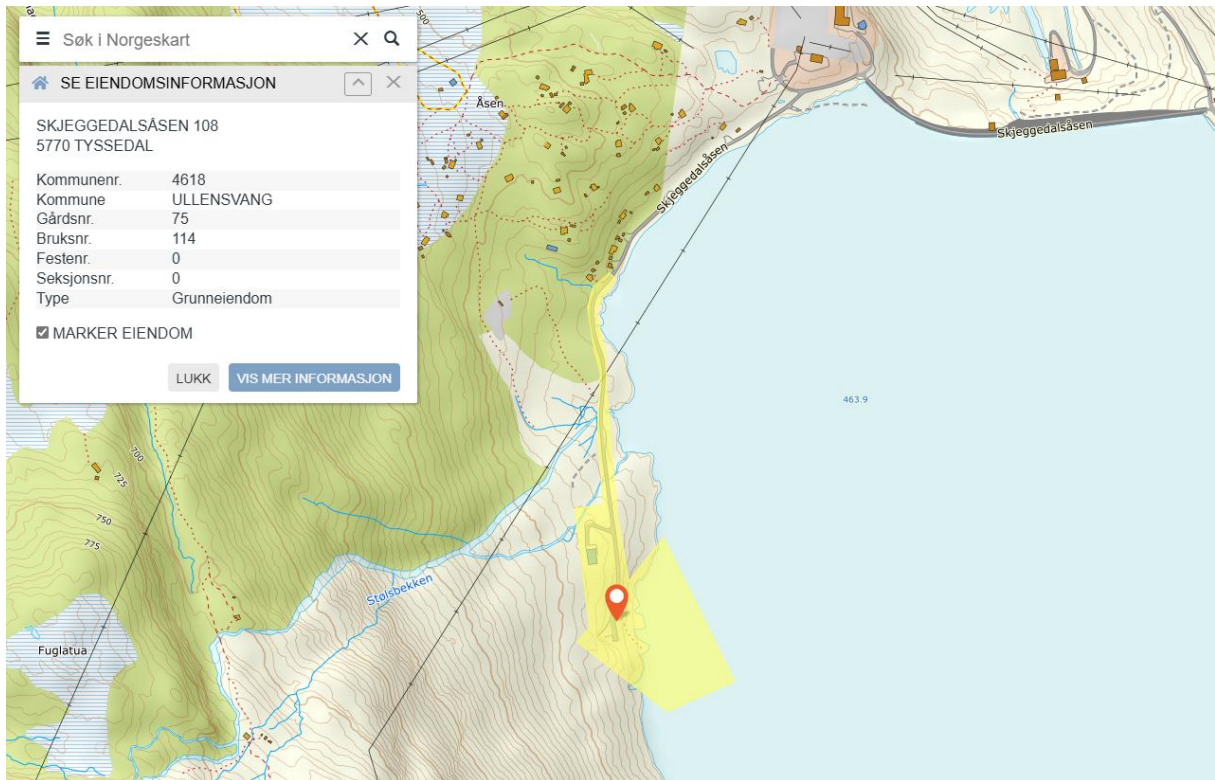 Søk i Norgeskart
SE EIENDOMSINFORMASJON
SKJEGGEDALSÅSEN 109
5770 TYSSEDAL
Kommunenr. 4618
Kommune ULLENSVANG
Gårdsnr. 75
Bruksnr. 114
Festenr. 0
Seksjonsnr. 0
Type Grunneiendom
MARKER EIENDOM
LUKK VIS MER INFORMASJON
500
Åsen
Skjeggedalsåsen
Skjeggedalsåsen
463.9
700
725
750
775
Stølsbekken
Fuglatua